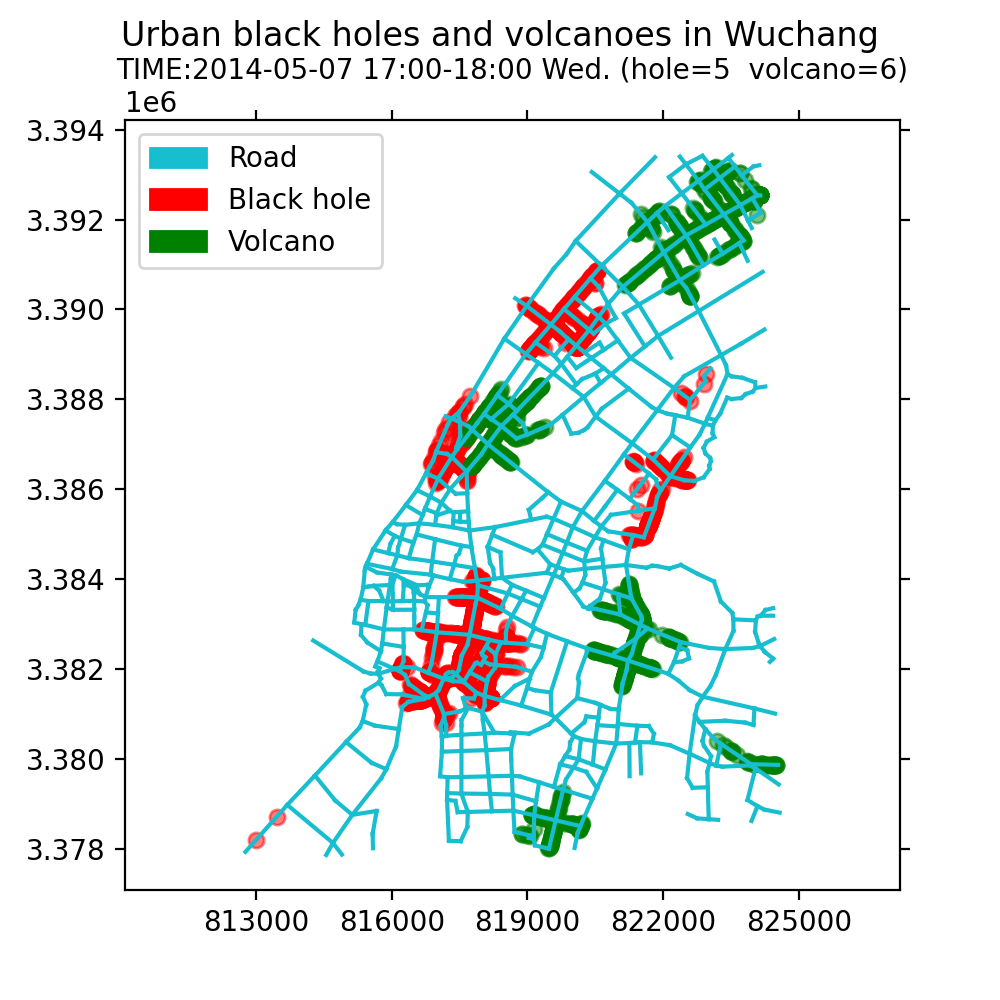 Urban black holes and volcanoes in Wuchang
TIME:2014-05-07 17:00-18:00 Wed. (hole=5  volcano=6)
1e6
3.394
3.392
3.390
3.388
3.386
3.384
3.382
3.380
3.378
Road
Black hole
Volcano
813000 816000 819000 822000 825000